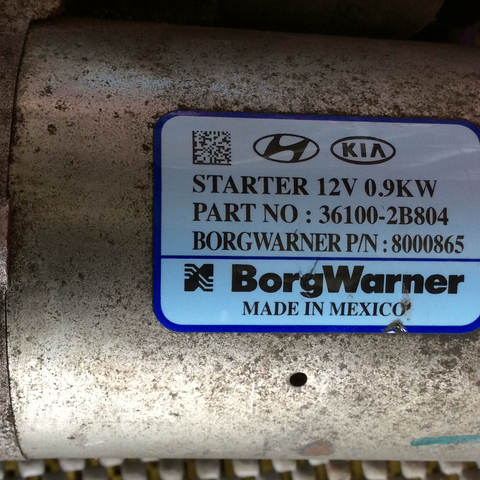 KIA
STARTER 12V 0.9KW
PART NO : 36100-2B804
BORGWARNER P/N : 8000865
BorgWarner
MADE IN MEXICO